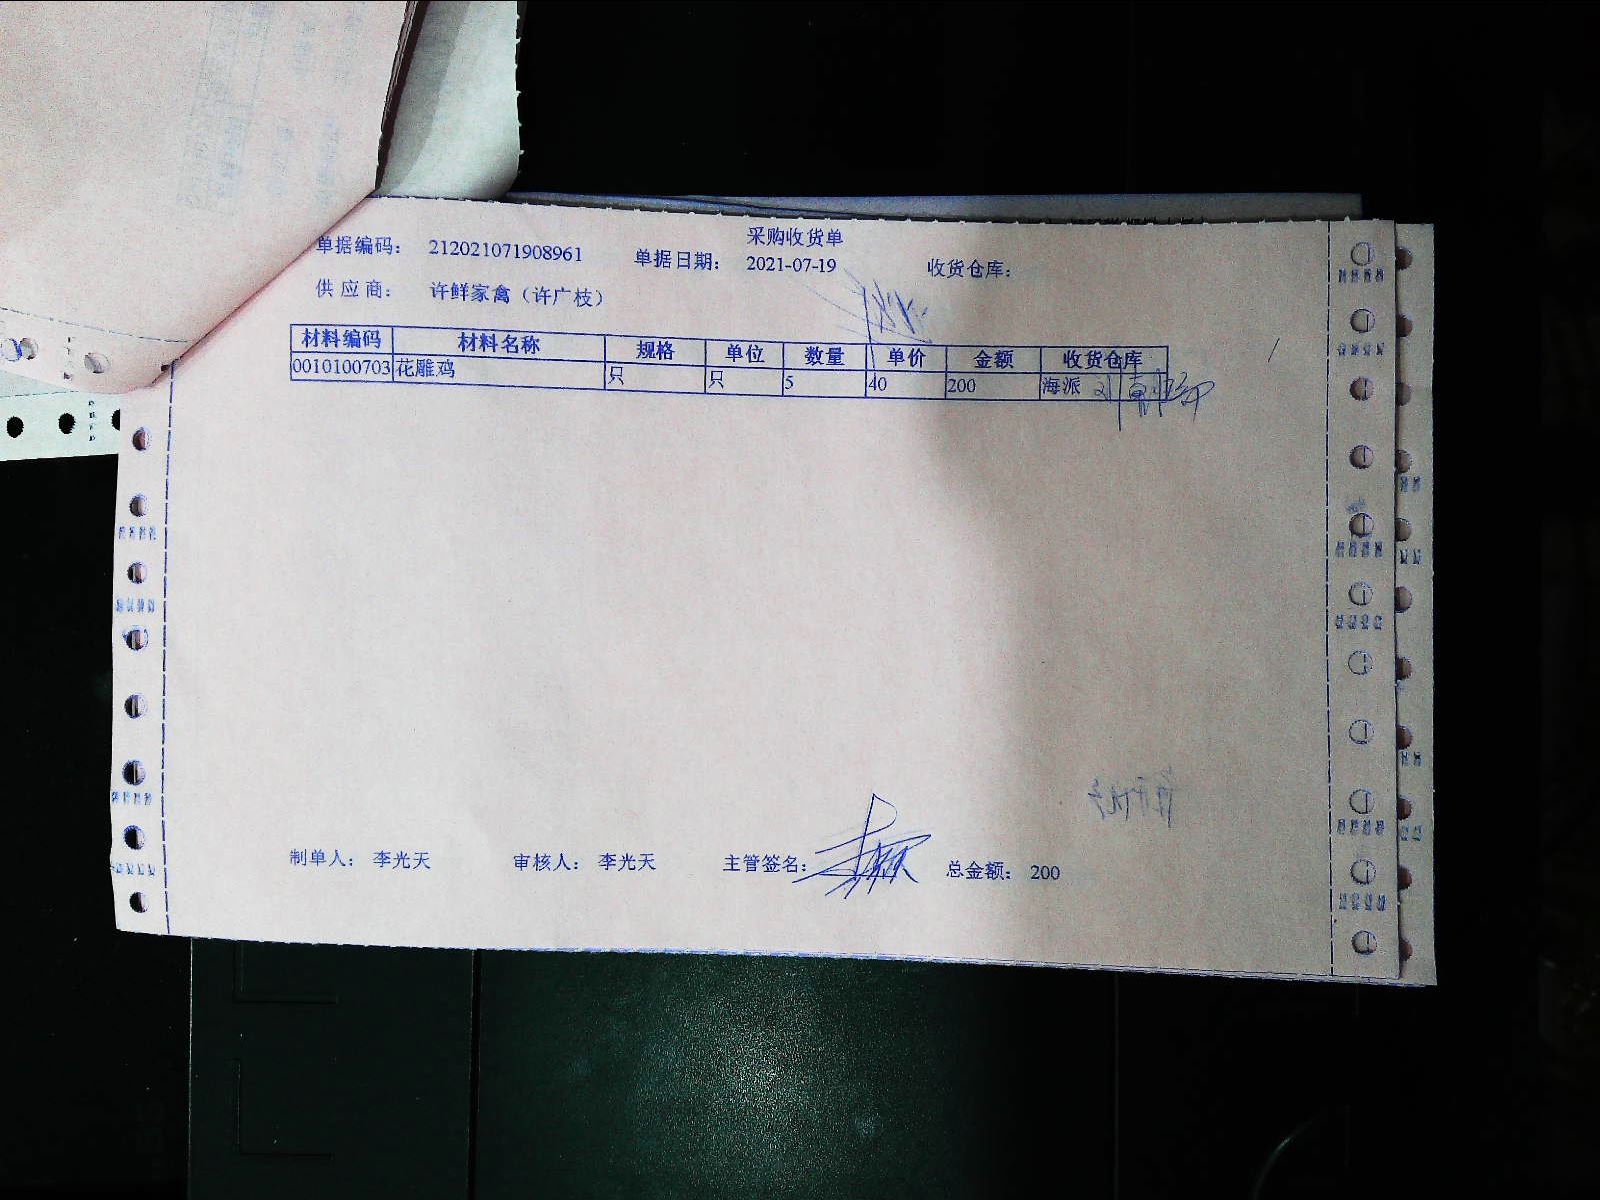 采购收货单
单据编码： 212021071908961 单据日期： 2021-07-19 收货仓库：
供应商： 许鲜家禽（许广枝）
材料编码 材料名称 规格 单位 数量 单价 金额 收货仓库
0010100703 花雕鸡 只 只 5 40 200 海派
制单人： 李光天 审核人： 李光天 主管签名： 总金额： 200